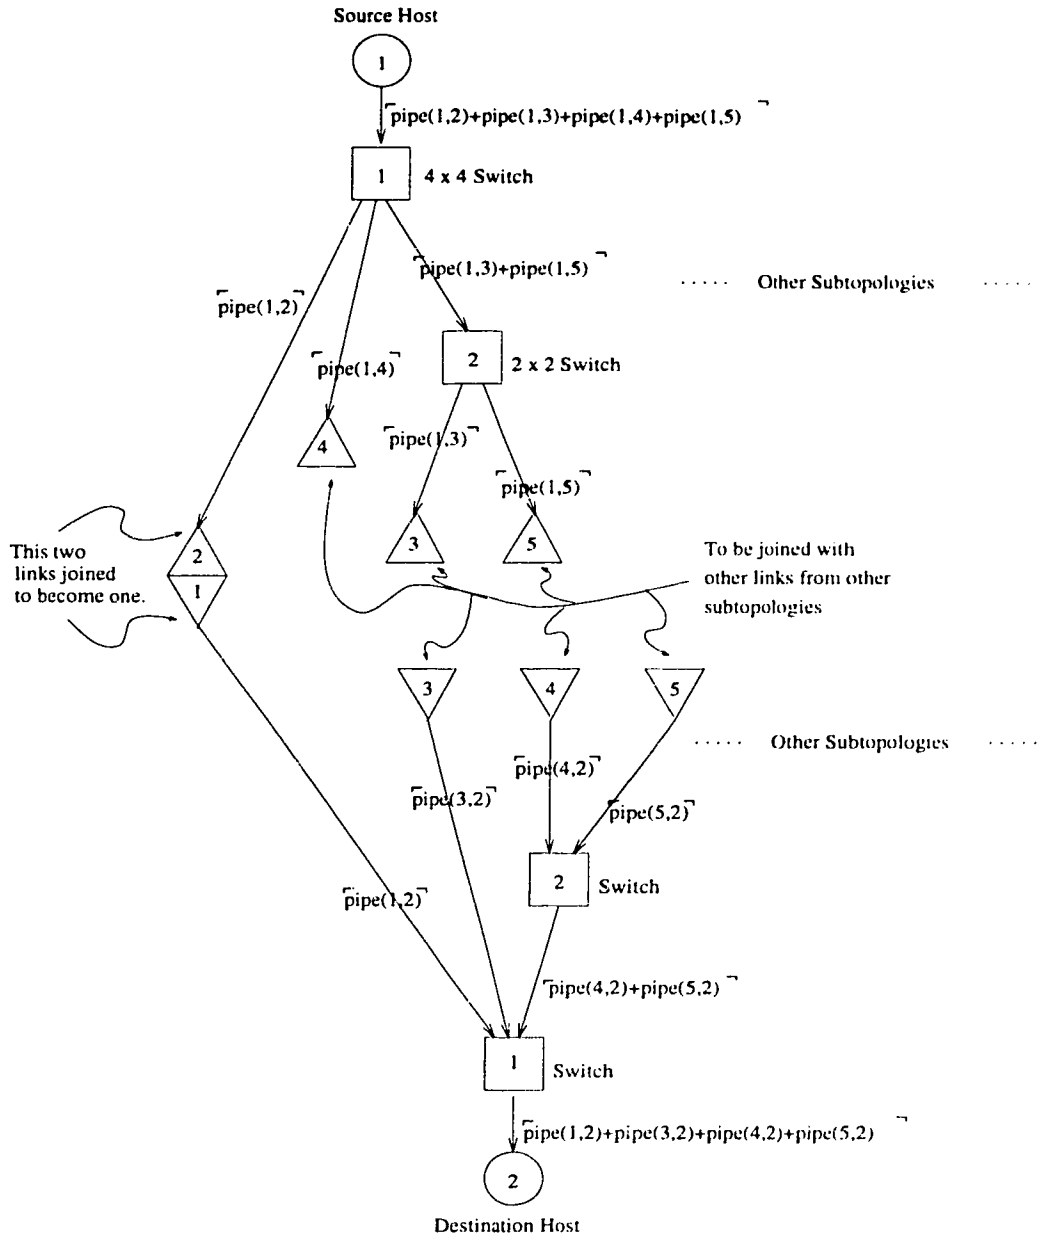 Source Host
1
⌈pipe(1,2)+pipe(1,3)+pipe(1,4)+pipe(1,5)⌉
1
4 x 4 Switch
⌈pipe(1,3)+pipe(1,5)⌉
..... Other Subtopologies .....
⌈pipe(1,2)⌉
2
2 x 2 Switch
⌈pipe(1,4)⌉
4
⌈pipe(1,3)⌉
⌈pipe(1,5)⌉
3
5
This two
links joined
to become one.
2
1
To be joined with
other links from other
subtopologies
3
4
5
..... Other Subtopologies .....
⌈pipe(4,2)⌉
⌈pipe(3,2)⌉
⌈pipe(5,2)⌉
2
Switch
⌈pipe(1,2)⌉
⌈pipe(4,2)+pipe(5,2)⌉
1
Switch
⌈pipe(1,2)+pipe(3,2)+pipe(4,2)+pipe(5,2)⌉
2
Destination Host